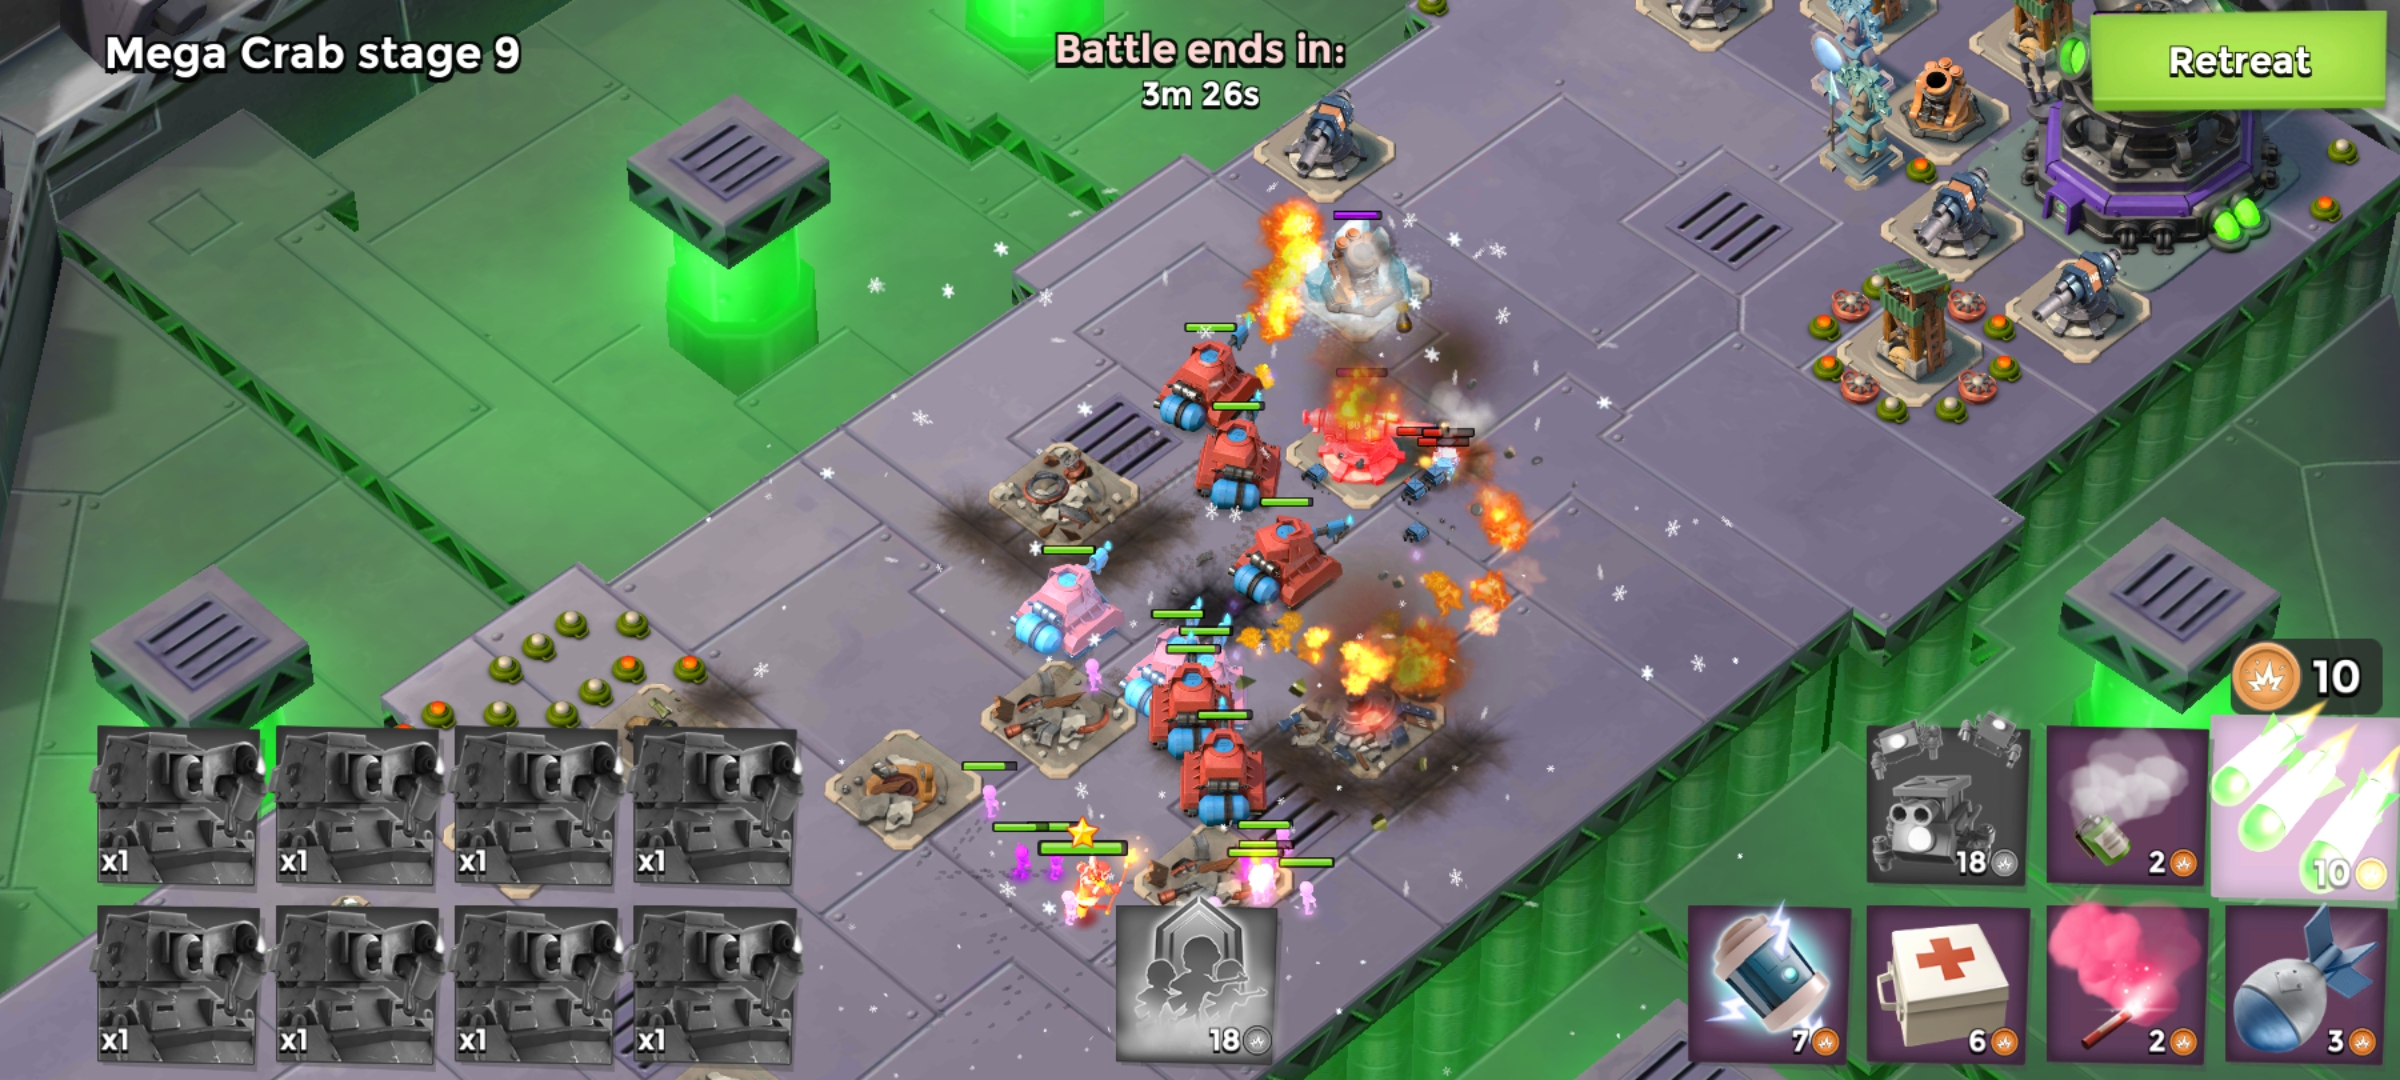 Mega Crab stage 9
Battle ends in:
3m 26s
Retreat
10
x1
x1
x1
x1
18
2
10
x1
x1
x1
x1
18
7
6
2
3